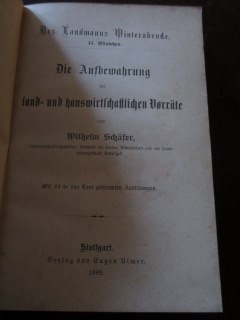 Des Landmanns Winterabende.
11. Bändchen.
Die Aufbewahrung
der
land- und hauswirtschaftlichen Vorräte
von
Wilhelm Schäfer,
Mit in den Text gedruckten Abbildungen.
Stuttgart.
Verlag von Eugen Ulmer.